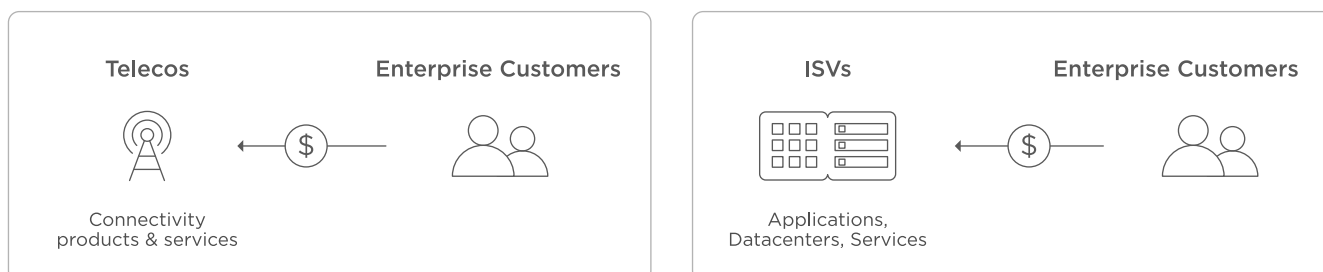 Telecos
Enterprise Customers
$
Connectivity
products & services
ISVs
Enterprise Customers
$
Applications,
Datacenters, Services